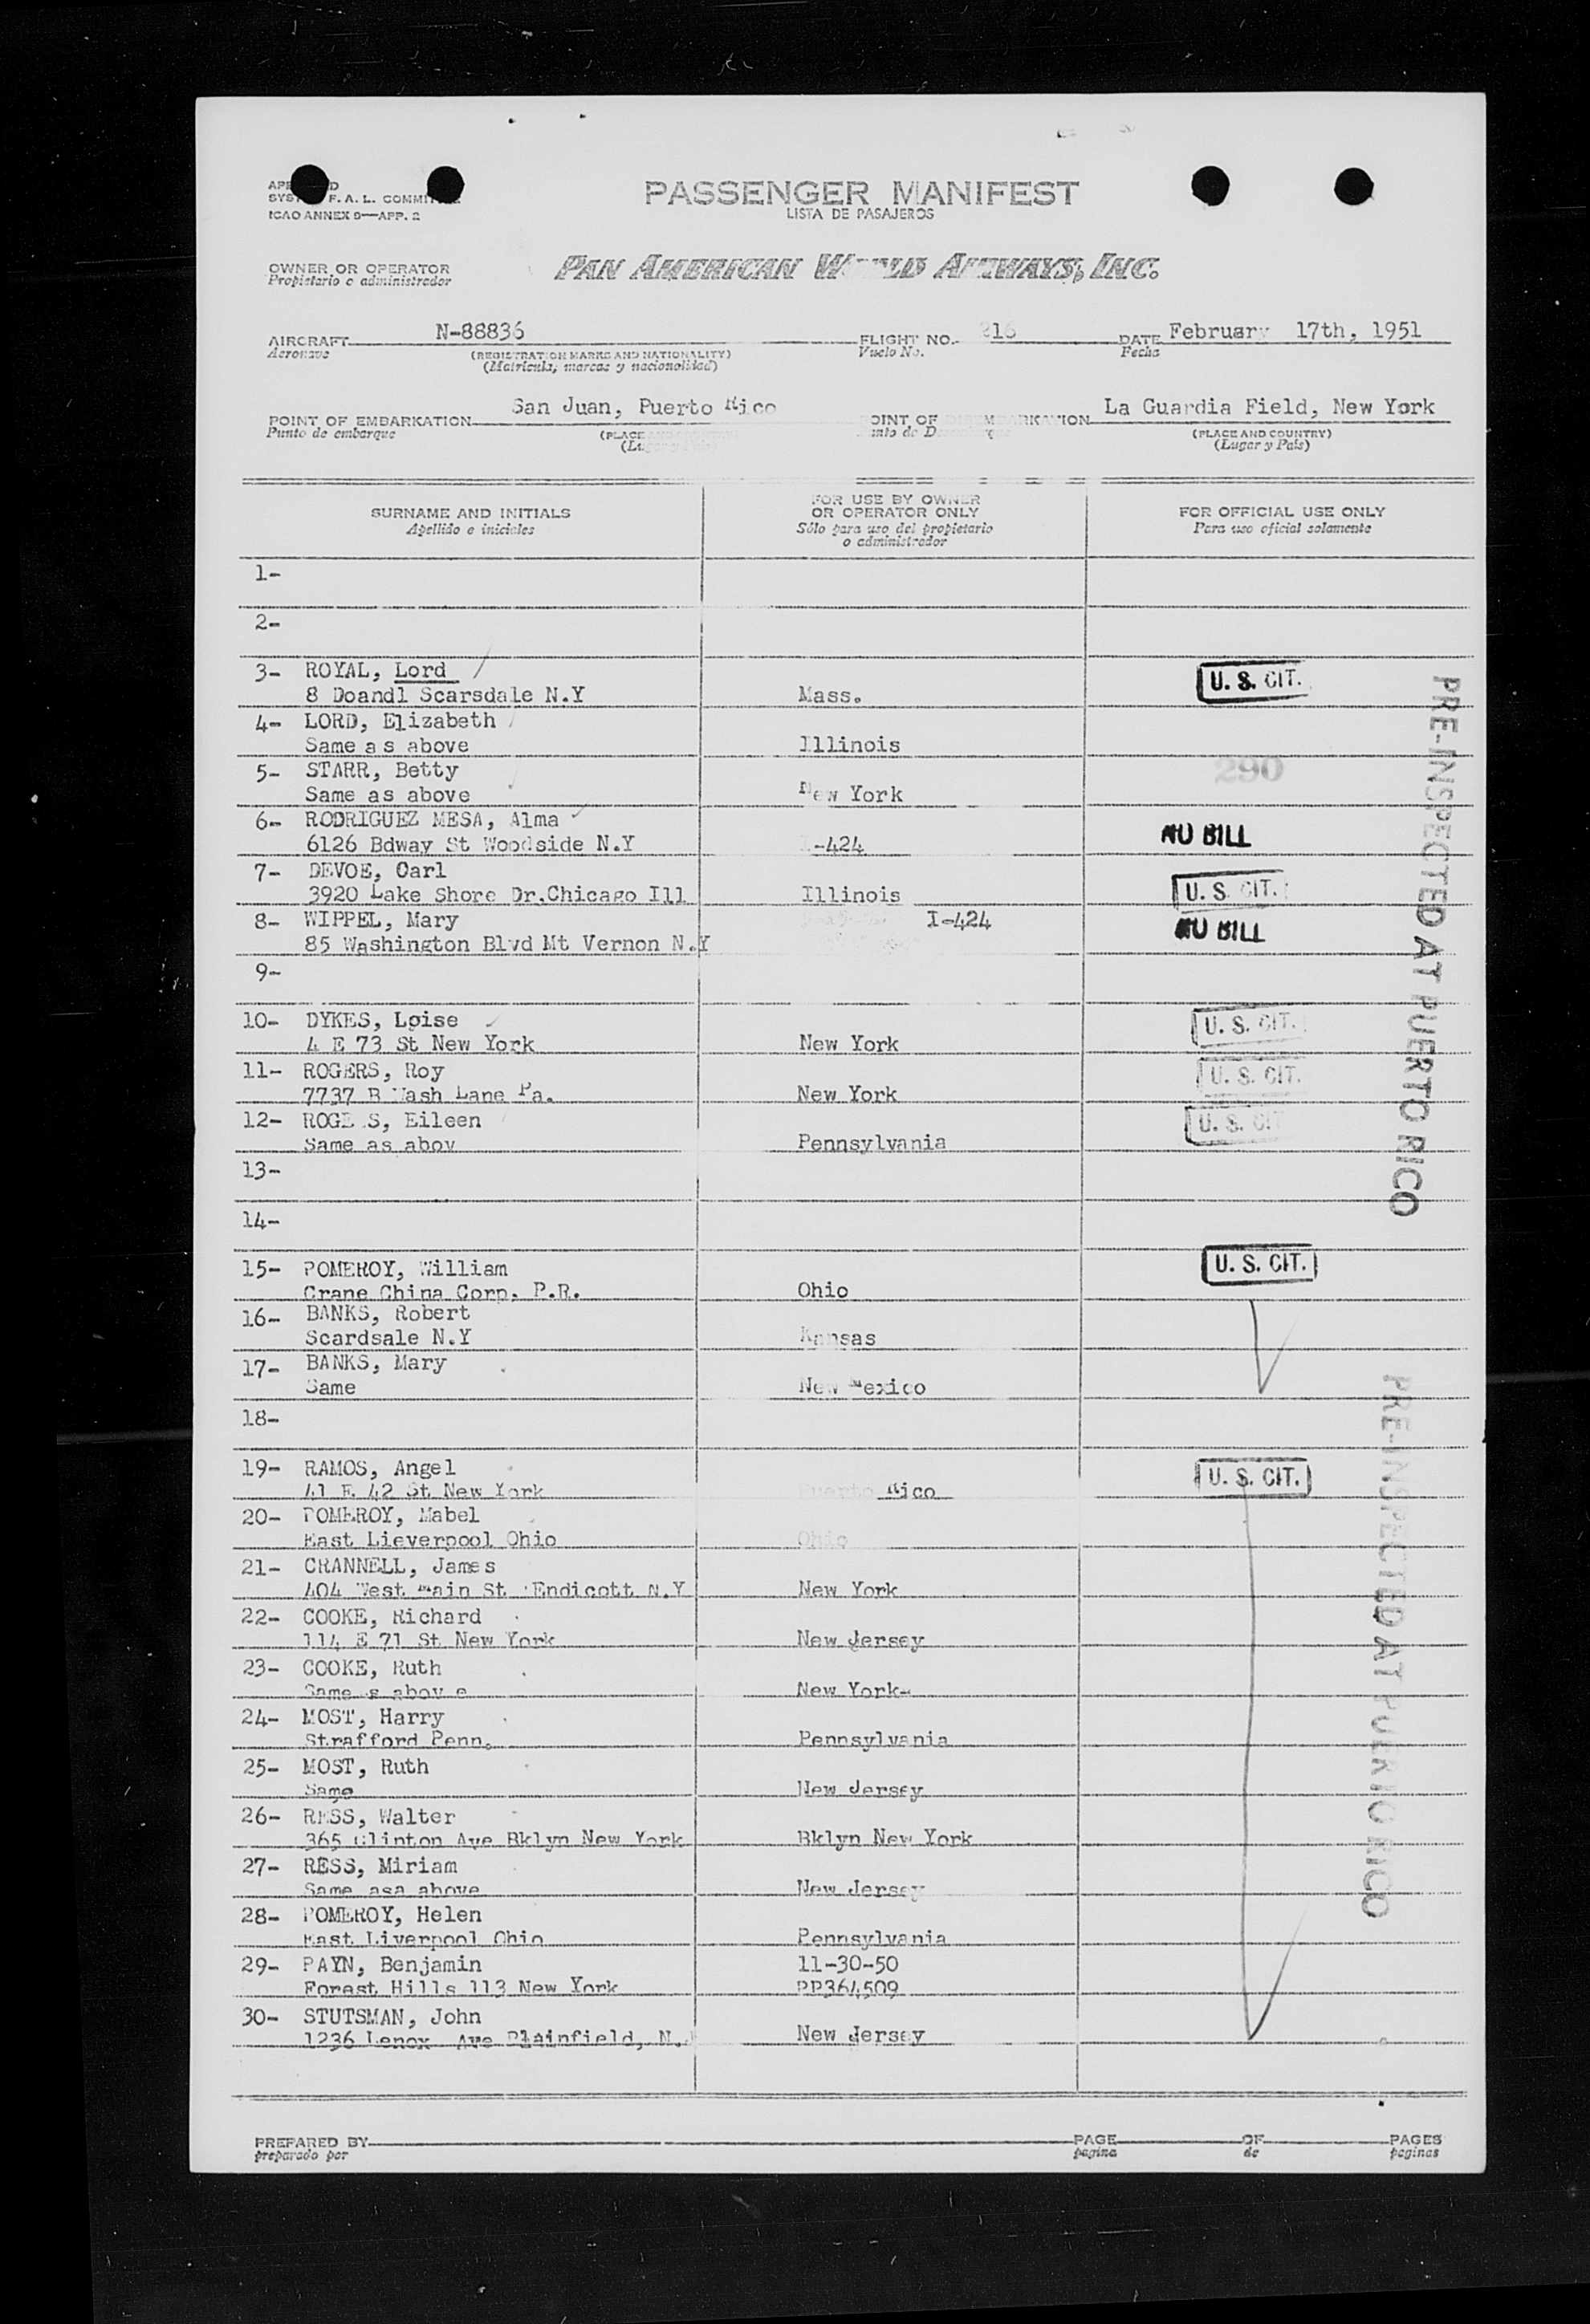 PASSENGER MANIFEST
LISTA DE PASAJEROS
F. A. L.
ICAO ANNEX 9—APP. 2
OWNER OR OPERATOR
Propietario o administrador
PAN AMERICAN WORLD AIRWAYS, INC.
AIRCRAFT N-88836 FLIGHT NO. 216 DATE February 17th, 1951
Aeronave (REGISTRATION MARKS AND NATIONALITY) Vuelo No. Fecha
(Matricula, marcas y nacionalidad)
POINT OF EMBARKATION San Juan, Puerto Rico POINT OF La Guardia Field, New York
Punto de embarque (PLACE (PLACE AND COUNTRY)
(Lugar y País)
SURNAME AND INITIALS
Apellido e iniciales
FOR USE BY OWNER
OR OPERATOR ONLY
Sólo para uso del propietario
o administrador
FOR OFFICIAL USE ONLY
Para uso oficial solamente
1-
2-
3- ROYAL, Lord U. S. CIT.
8 Doandl Scarsdale N.Y Mass.
4- LORD, Elizabeth
Same a s above Illinois
5- STARR, Betty 290
Same as above New York
6- RODRIGUEZ MESA, Alma NO BILL
6126 Bdway St Woodside N.Y -424
7- DEVOE, Carl U. S. CIT.
3920 Lake Shore Dr.Chicago Ill Illinois
8- WIPPEL, Mary I-424 NO BILL
85 Washington Blvd Mt Vernon N.Y
9-
10- DYKES, Loise U. S. CIT.
4 E 73 St New York New York
11- ROGERS, Roy U. S. CIT.
7737 B Lane Pa. New York
12- ROGERS, Eileen U. S. CIT
Same as abov Pennsylvania
13-
14-
15- POMEROY, William U. S. CIT.
Crane China Corp. P.R. Ohio
16- BANKS, Robert
Scardsale N.Y Kansas
17- BANKS, Mary
Same New Mexico
18-
19- RAMOS, Angel U. S. CIT.
41 E. 42 St New York Puerto Rico
20- POMEROY, Mabel
East Lieverpool Ohio Ohio
21- CRANNELL, James
404 West Main St Endicott N.Y New York
22- COOKE, Richard
114 E 71 St New York New Jersey
23- COOKE, Ruth
Same s abov e New York-
24- MOST, Harry
Strafford Penn. Pennsylvania
25- MOST, Ruth
Same New Jersey
26- RESS, Walter
365 Clinton Ave Bklyn New York Bklyn New York
27- RESS, Miriam
Same asa above New Jersey
28- POMEROY, Helen
East Liverpool Ohio Pennsylvania
29- PAYN, Benjamin 11-30-50
Forest Hills 113 New York PP364509
30- STUTSMAN, John
1236 Lenox Ave Plainfield, N.J New Jersey
PRE-INSPECTED AT PUERTO RICO
PRE-INSPECTED AT PUERTO RICO
PREPARED BY PAGE OF PAGES
preparado por pagina de paginas